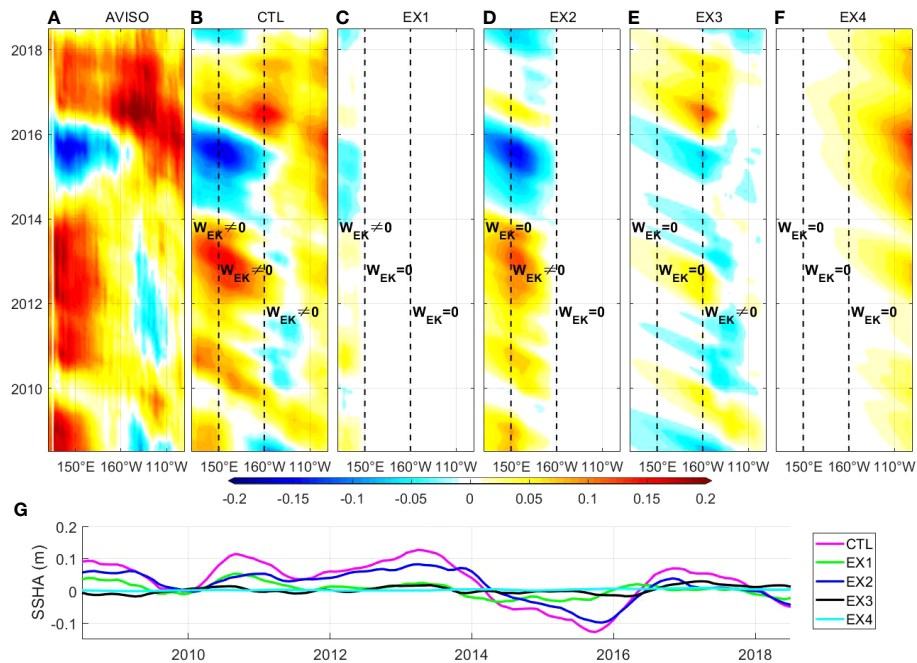 A AVISO B CTL C EX1 D EX2 E EX3 F EX4
2018
2016
2014
2012
2010
W_EK≠0 W_EK≠0 W_EK=0 W_EK=0 W_EK=0
W_EK≠0 W_EK=0 W_EK≠0 W_EK=0 W_EK=0
W_EK≠0 W_EK=0 W_EK=0 W_EK≠0 W_EK=0
150°E 160°W 110°W 150°E 160°W 110°W 150°E 160°W 110°W 150°E 160°W 110°W 150°E 160°W 110°W 150°E 160°W 110°W
-0.2 -0.15 -0.1 -0.05 0 0.05 0.1 0.15 0.2
G
SSHA (m)
0.2
0.1
0
-0.1
2010 2012 2014 2016 2018
CTL
EX1
EX2
EX3
EX4